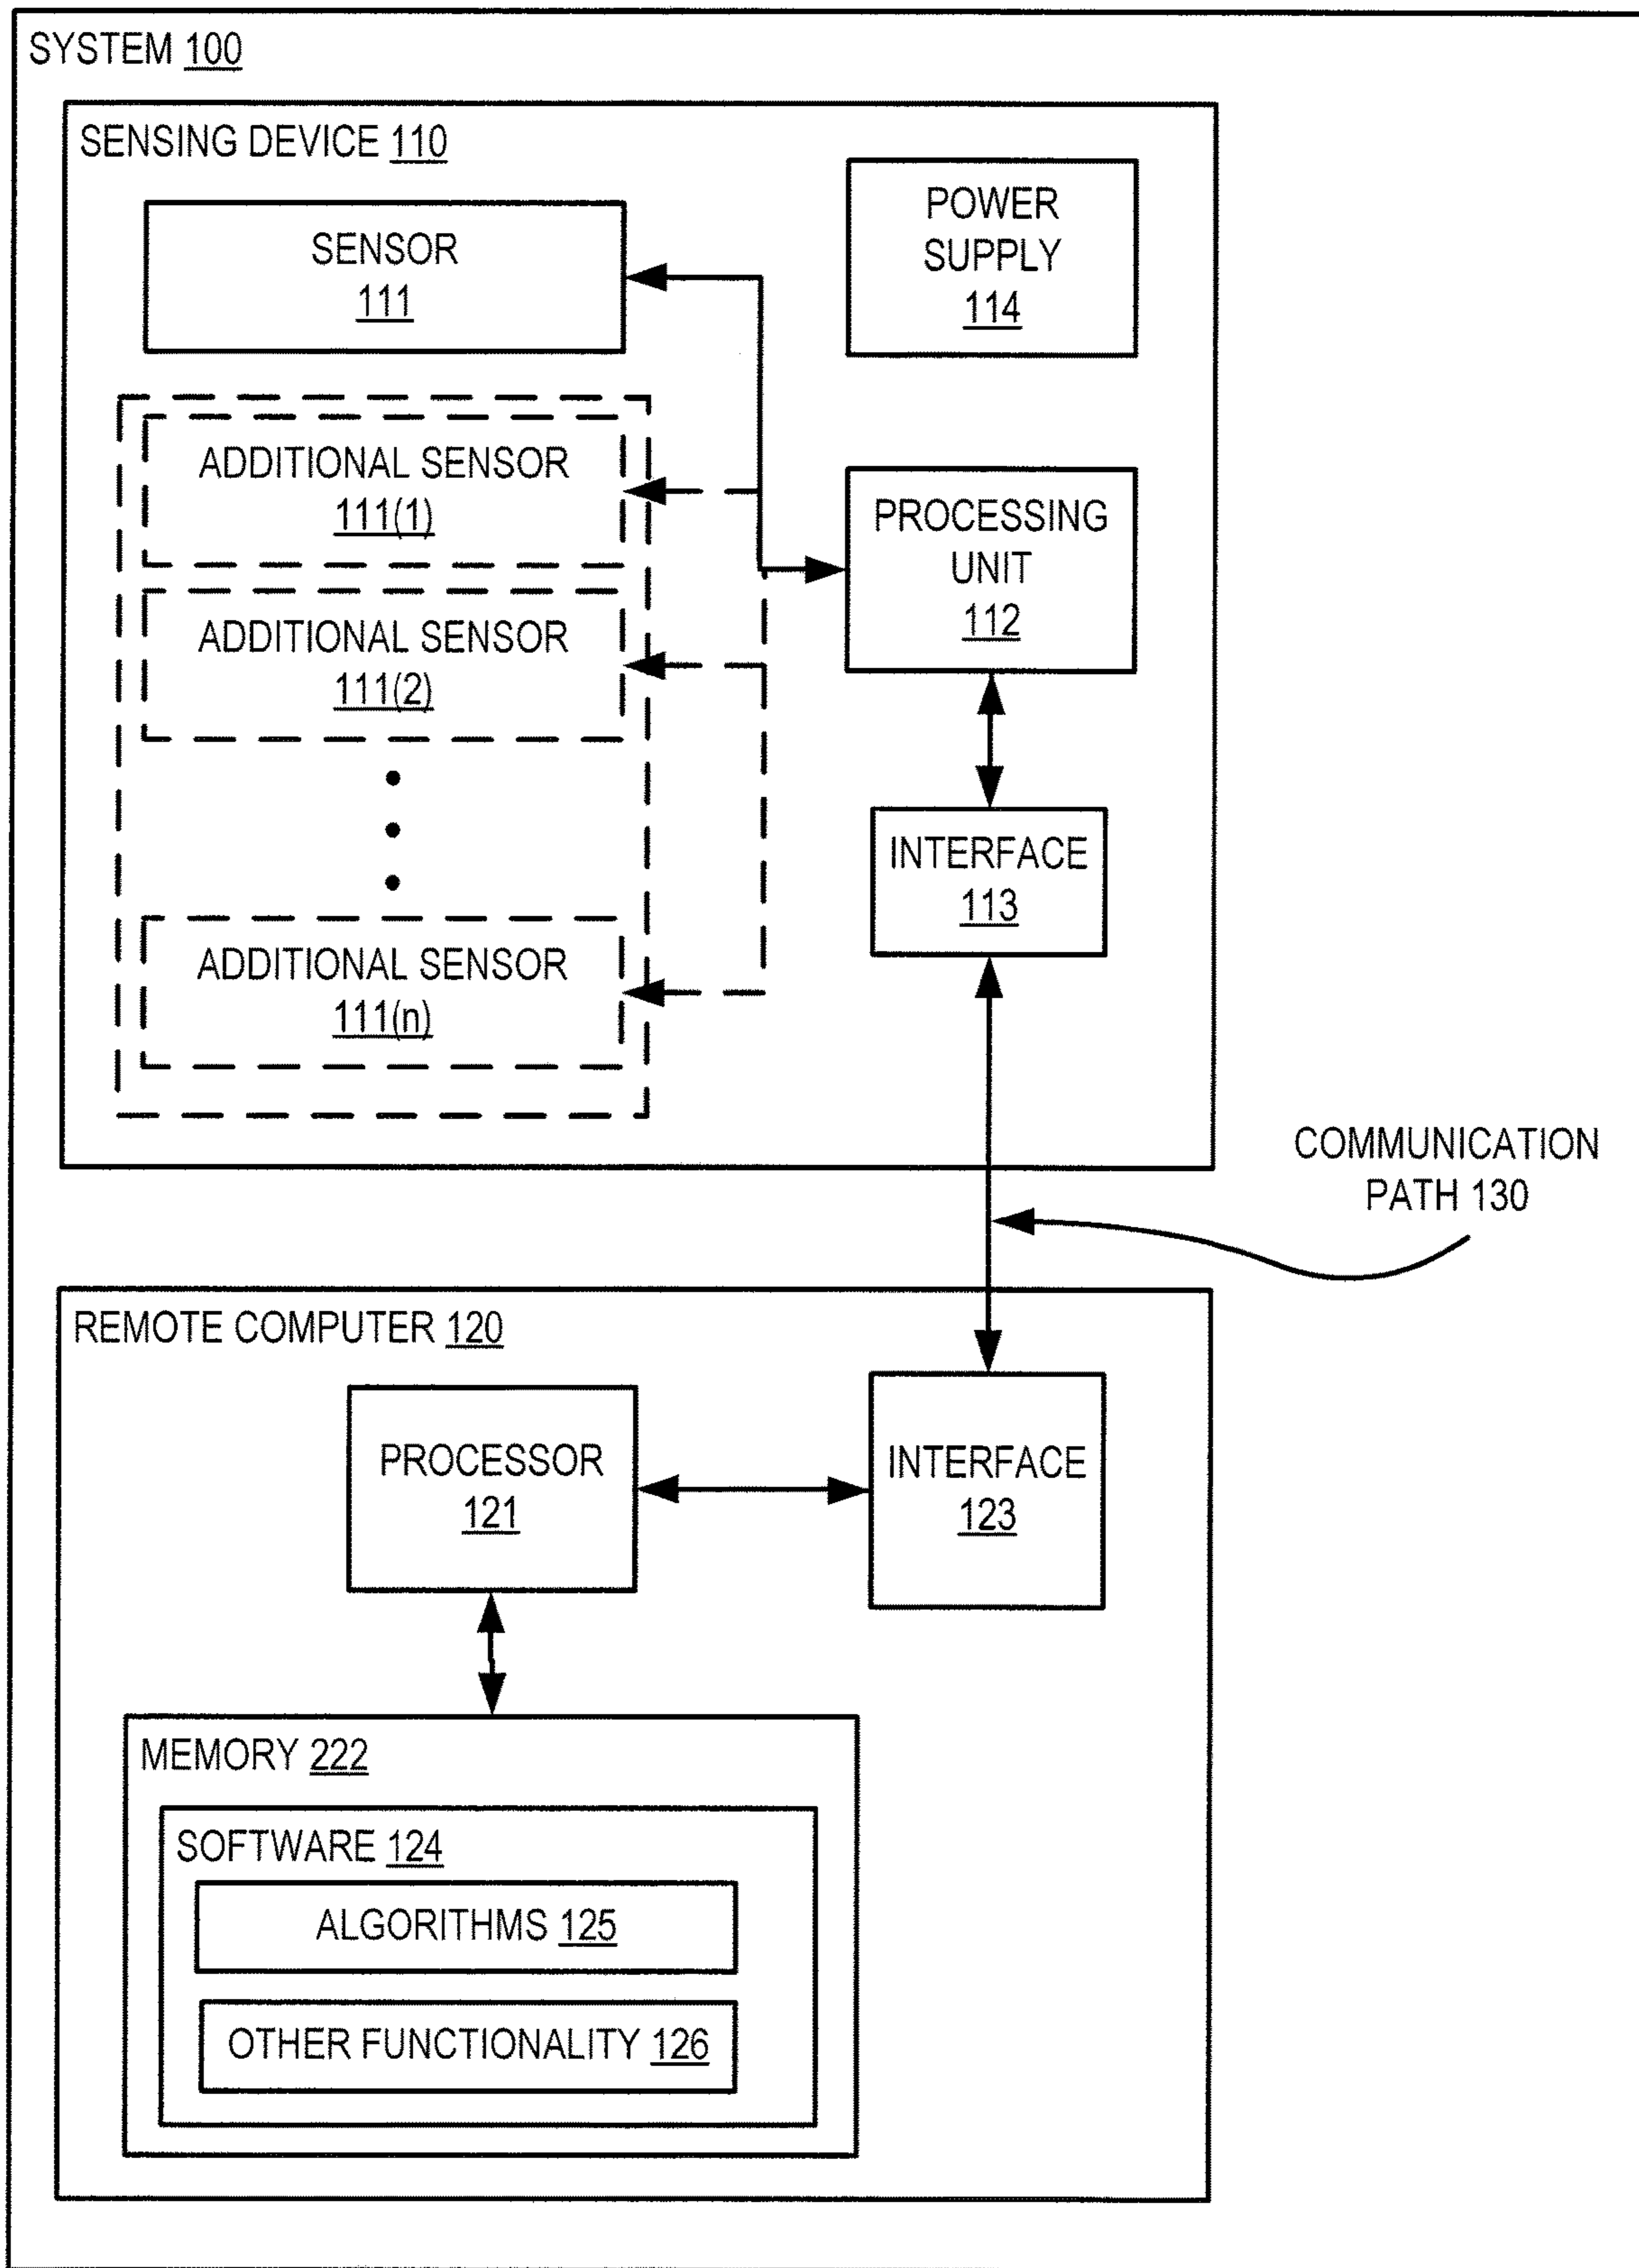 SYSTEM 100
SENSING DEVICE 110
SENSOR
111
POWER
SUPPLY
114
ADDITIONAL SENSOR
111(1)
ADDITIONAL SENSOR
111(2)
ADDITIONAL SENSOR
111(n)
PROCESSING
UNIT
112
INTERFACE
113
COMMUNICATION
PATH 130
REMOTE COMPUTER 120
PROCESSOR
121
INTERFACE
123
MEMORY 222
SOFTWARE 124
ALGORITHMS 125
OTHER FUNCTIONALITY 126